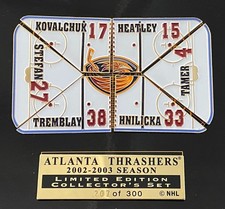 KOVALCHUK 17
HEATLEY 15
STEFAN 27
TAMER 4
TREMBLAY 38
HNILICKA 33
ATLANTA THRASHERS
2002-2003 SEASON
LIMITED EDITION
COLLECTOR'S SET
of 300 © NHL